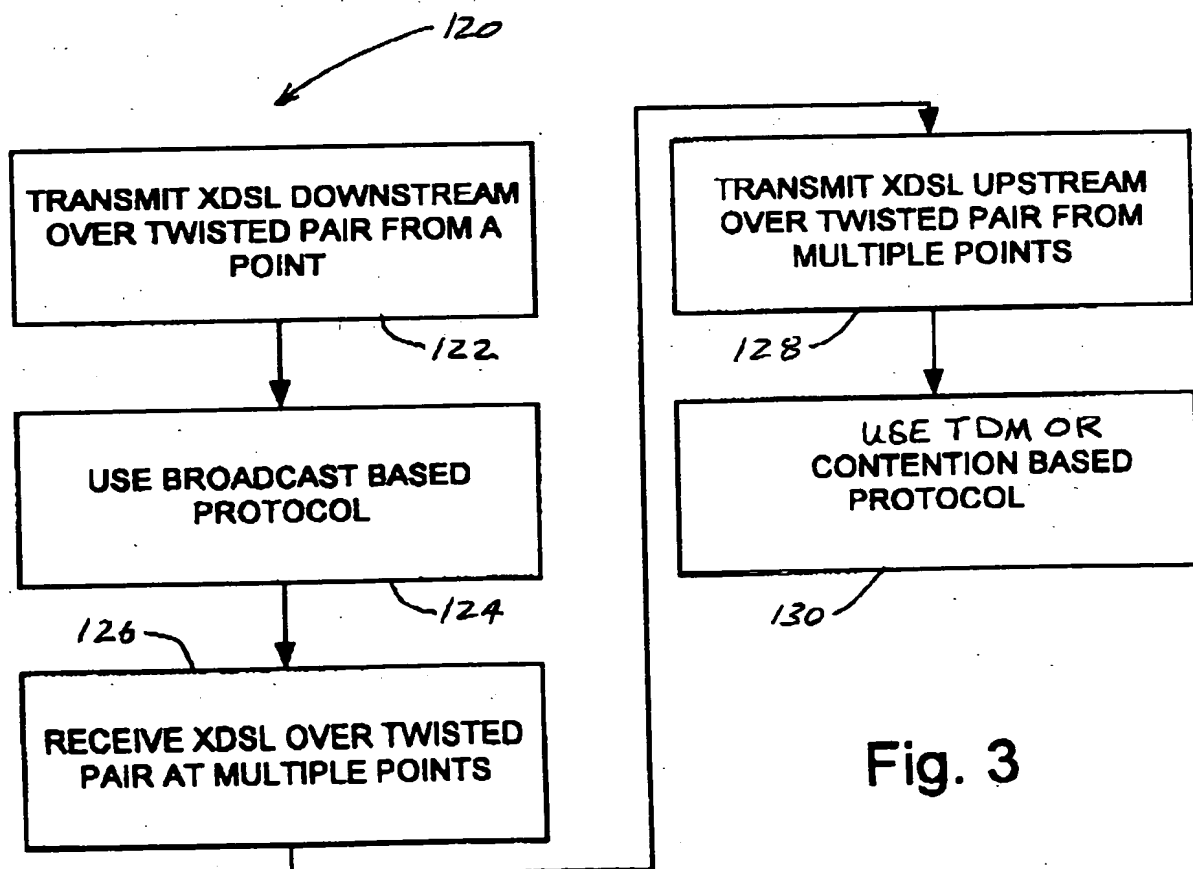 120
TRANSMIT XDSL DOWNSTREAM
OVER TWISTED PAIR FROM A
POINT
122
USE BROADCAST BASED
PROTOCOL
124
126
RECEIVE XDSL OVER TWISTED
PAIR AT MULTIPLE POINTS
TRANSMIT XDSL UPSTREAM
OVER TWISTED PAIR FROM
MULTIPLE POINTS
128
USE TDM OR
CONTENTION BASED
PROTOCOL
130
Fig. 3